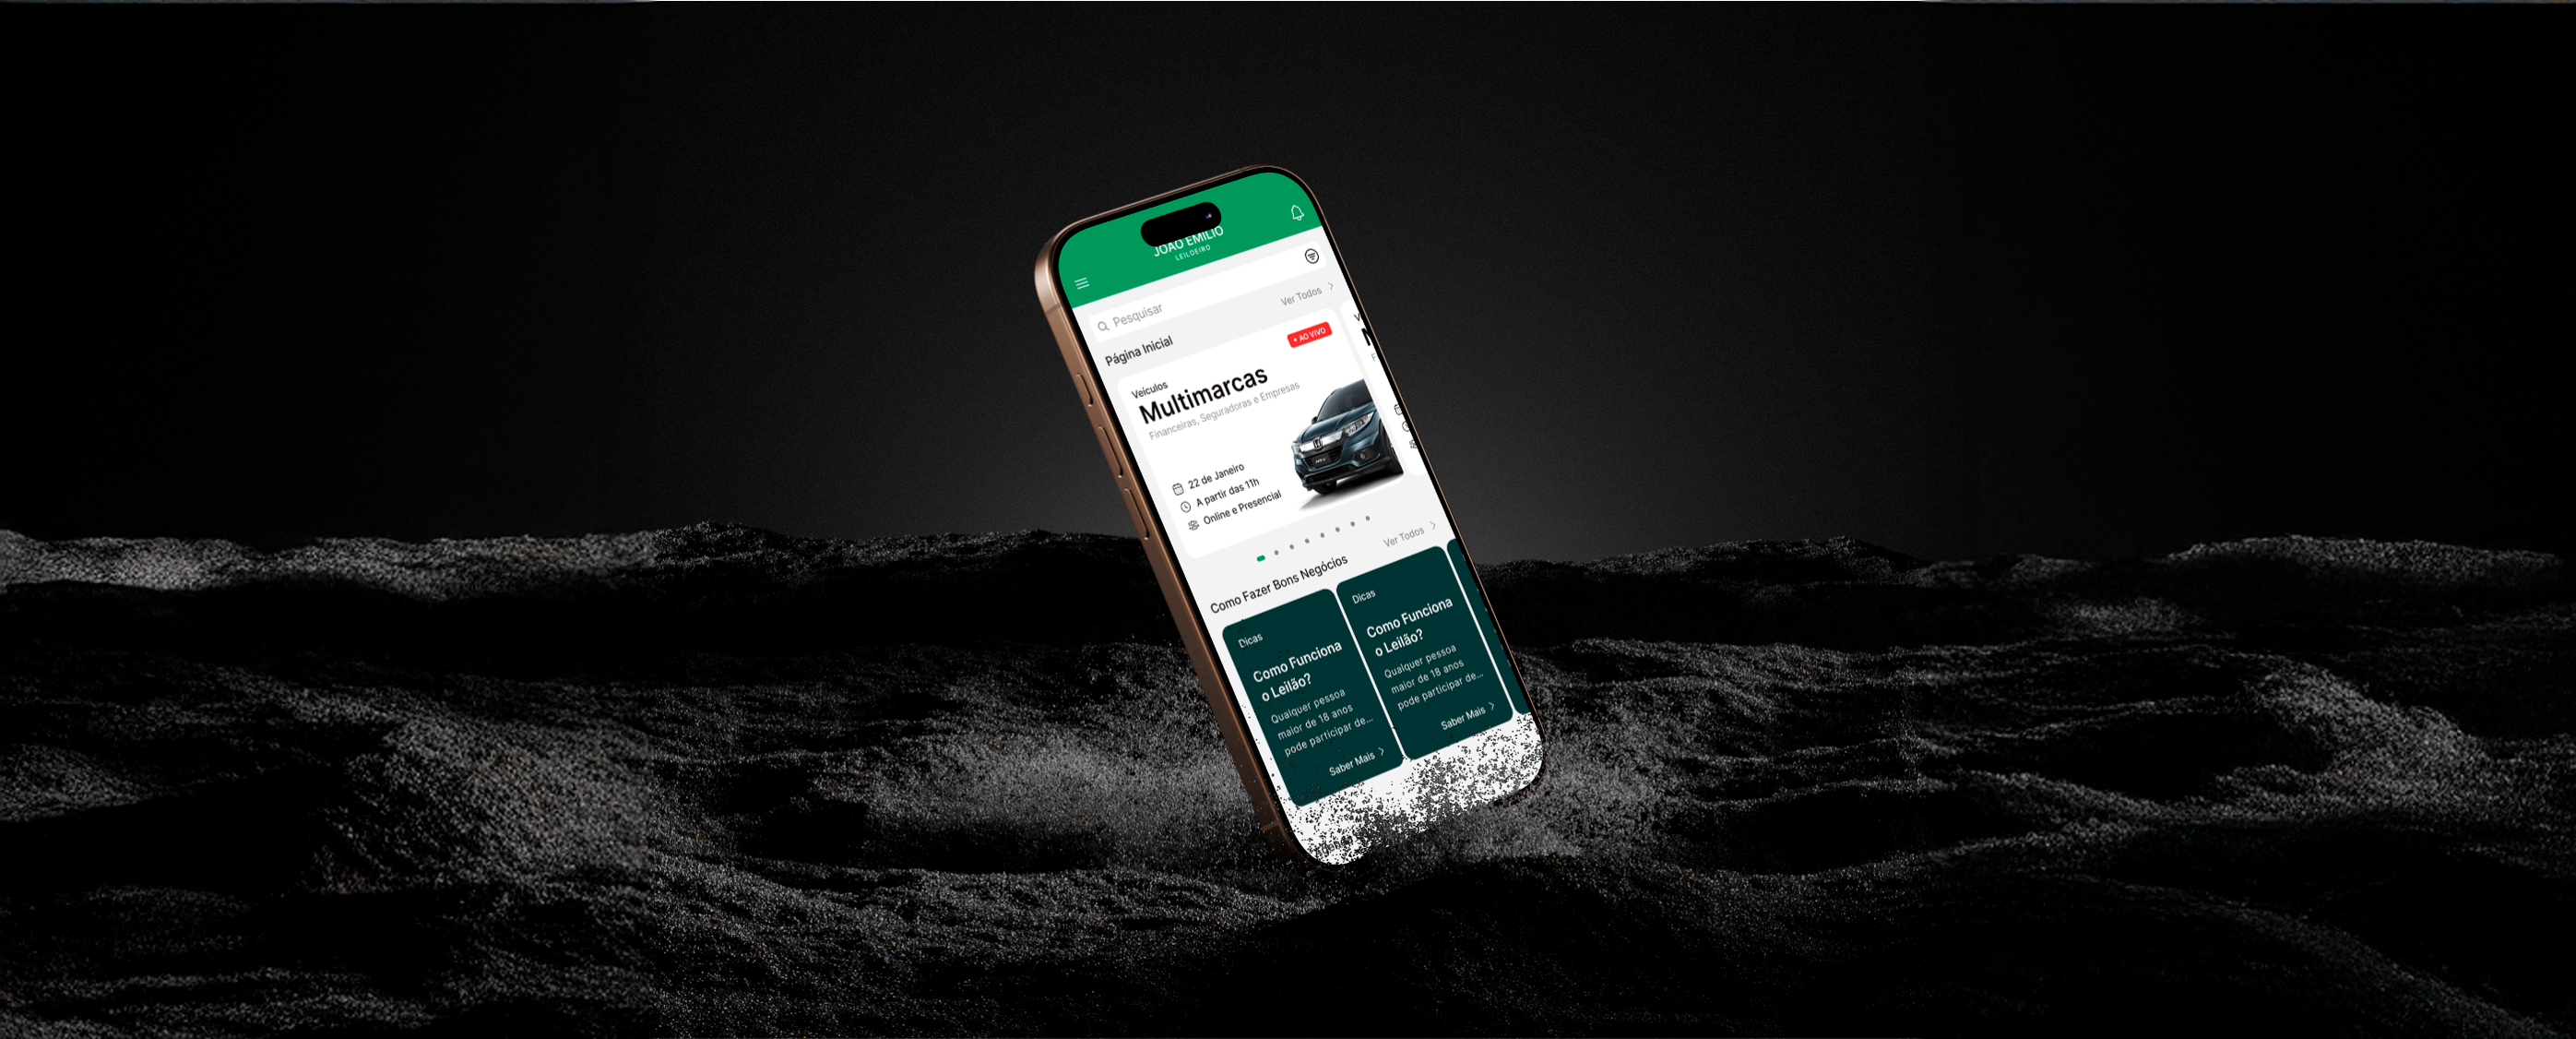 JOÃO EMILIO
LEILOEIRO
Pesquisar
Página Inicial
Ver Todos
AO VIVO
Veículos
Multimarcas
Financeiras, Seguradoras e Empresas
22 de Janeiro
A partir das 11h
Online e Presencial
Como Fazer Bons Negócios
Ver Todos
Dicas
Como Funciona
o Leilão?
Qualquer pessoa
maior de 18 anos
pode participar de...
Saber Mais
Dicas
Como Funciona
o Leilão?
Qualquer pessoa
maior de 18 anos
pode participar de...
Saber Mais